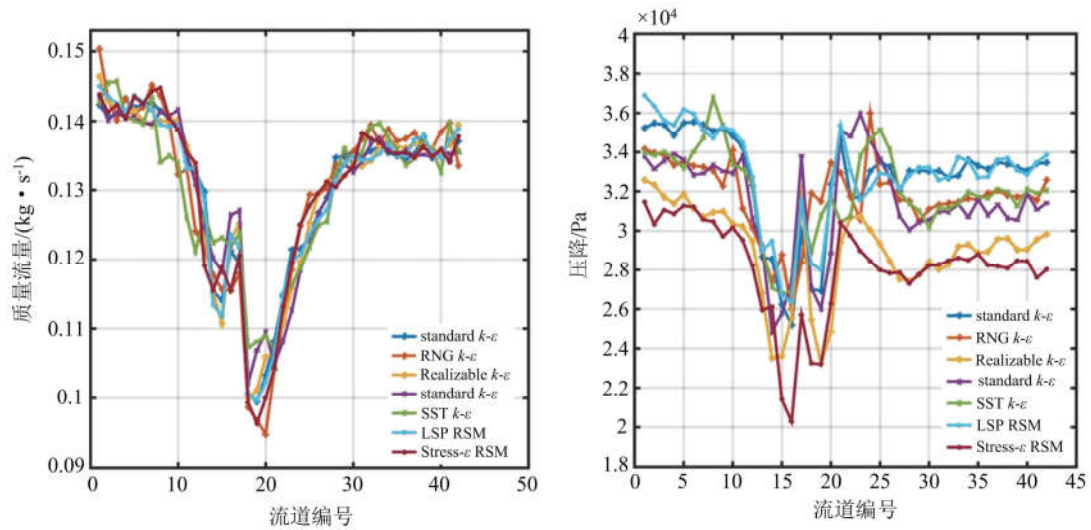 0.15
0.14
0.13
0.12
0.11
0.1
0.09
0
10
20
30
40
50
质量流量/(kg•s⁻¹)
流道编号
standard k-ε
RNG k-ε
Realizable k-ε
standard k-ε
SST k-ε
LSP RSM
Stress-ε RSM
×10⁴
4
3.8
3.6
3.4
3.2
3
2.8
2.6
2.4
2.2
2
1.8
0
5
10
15
20
25
30
35
40
45
压降/Pa
流道编号
standard k-ε
RNG k-ε
Realizable k-ε
standard k-ε
SST k-ε
LSP RSM
Stress-ε RSM